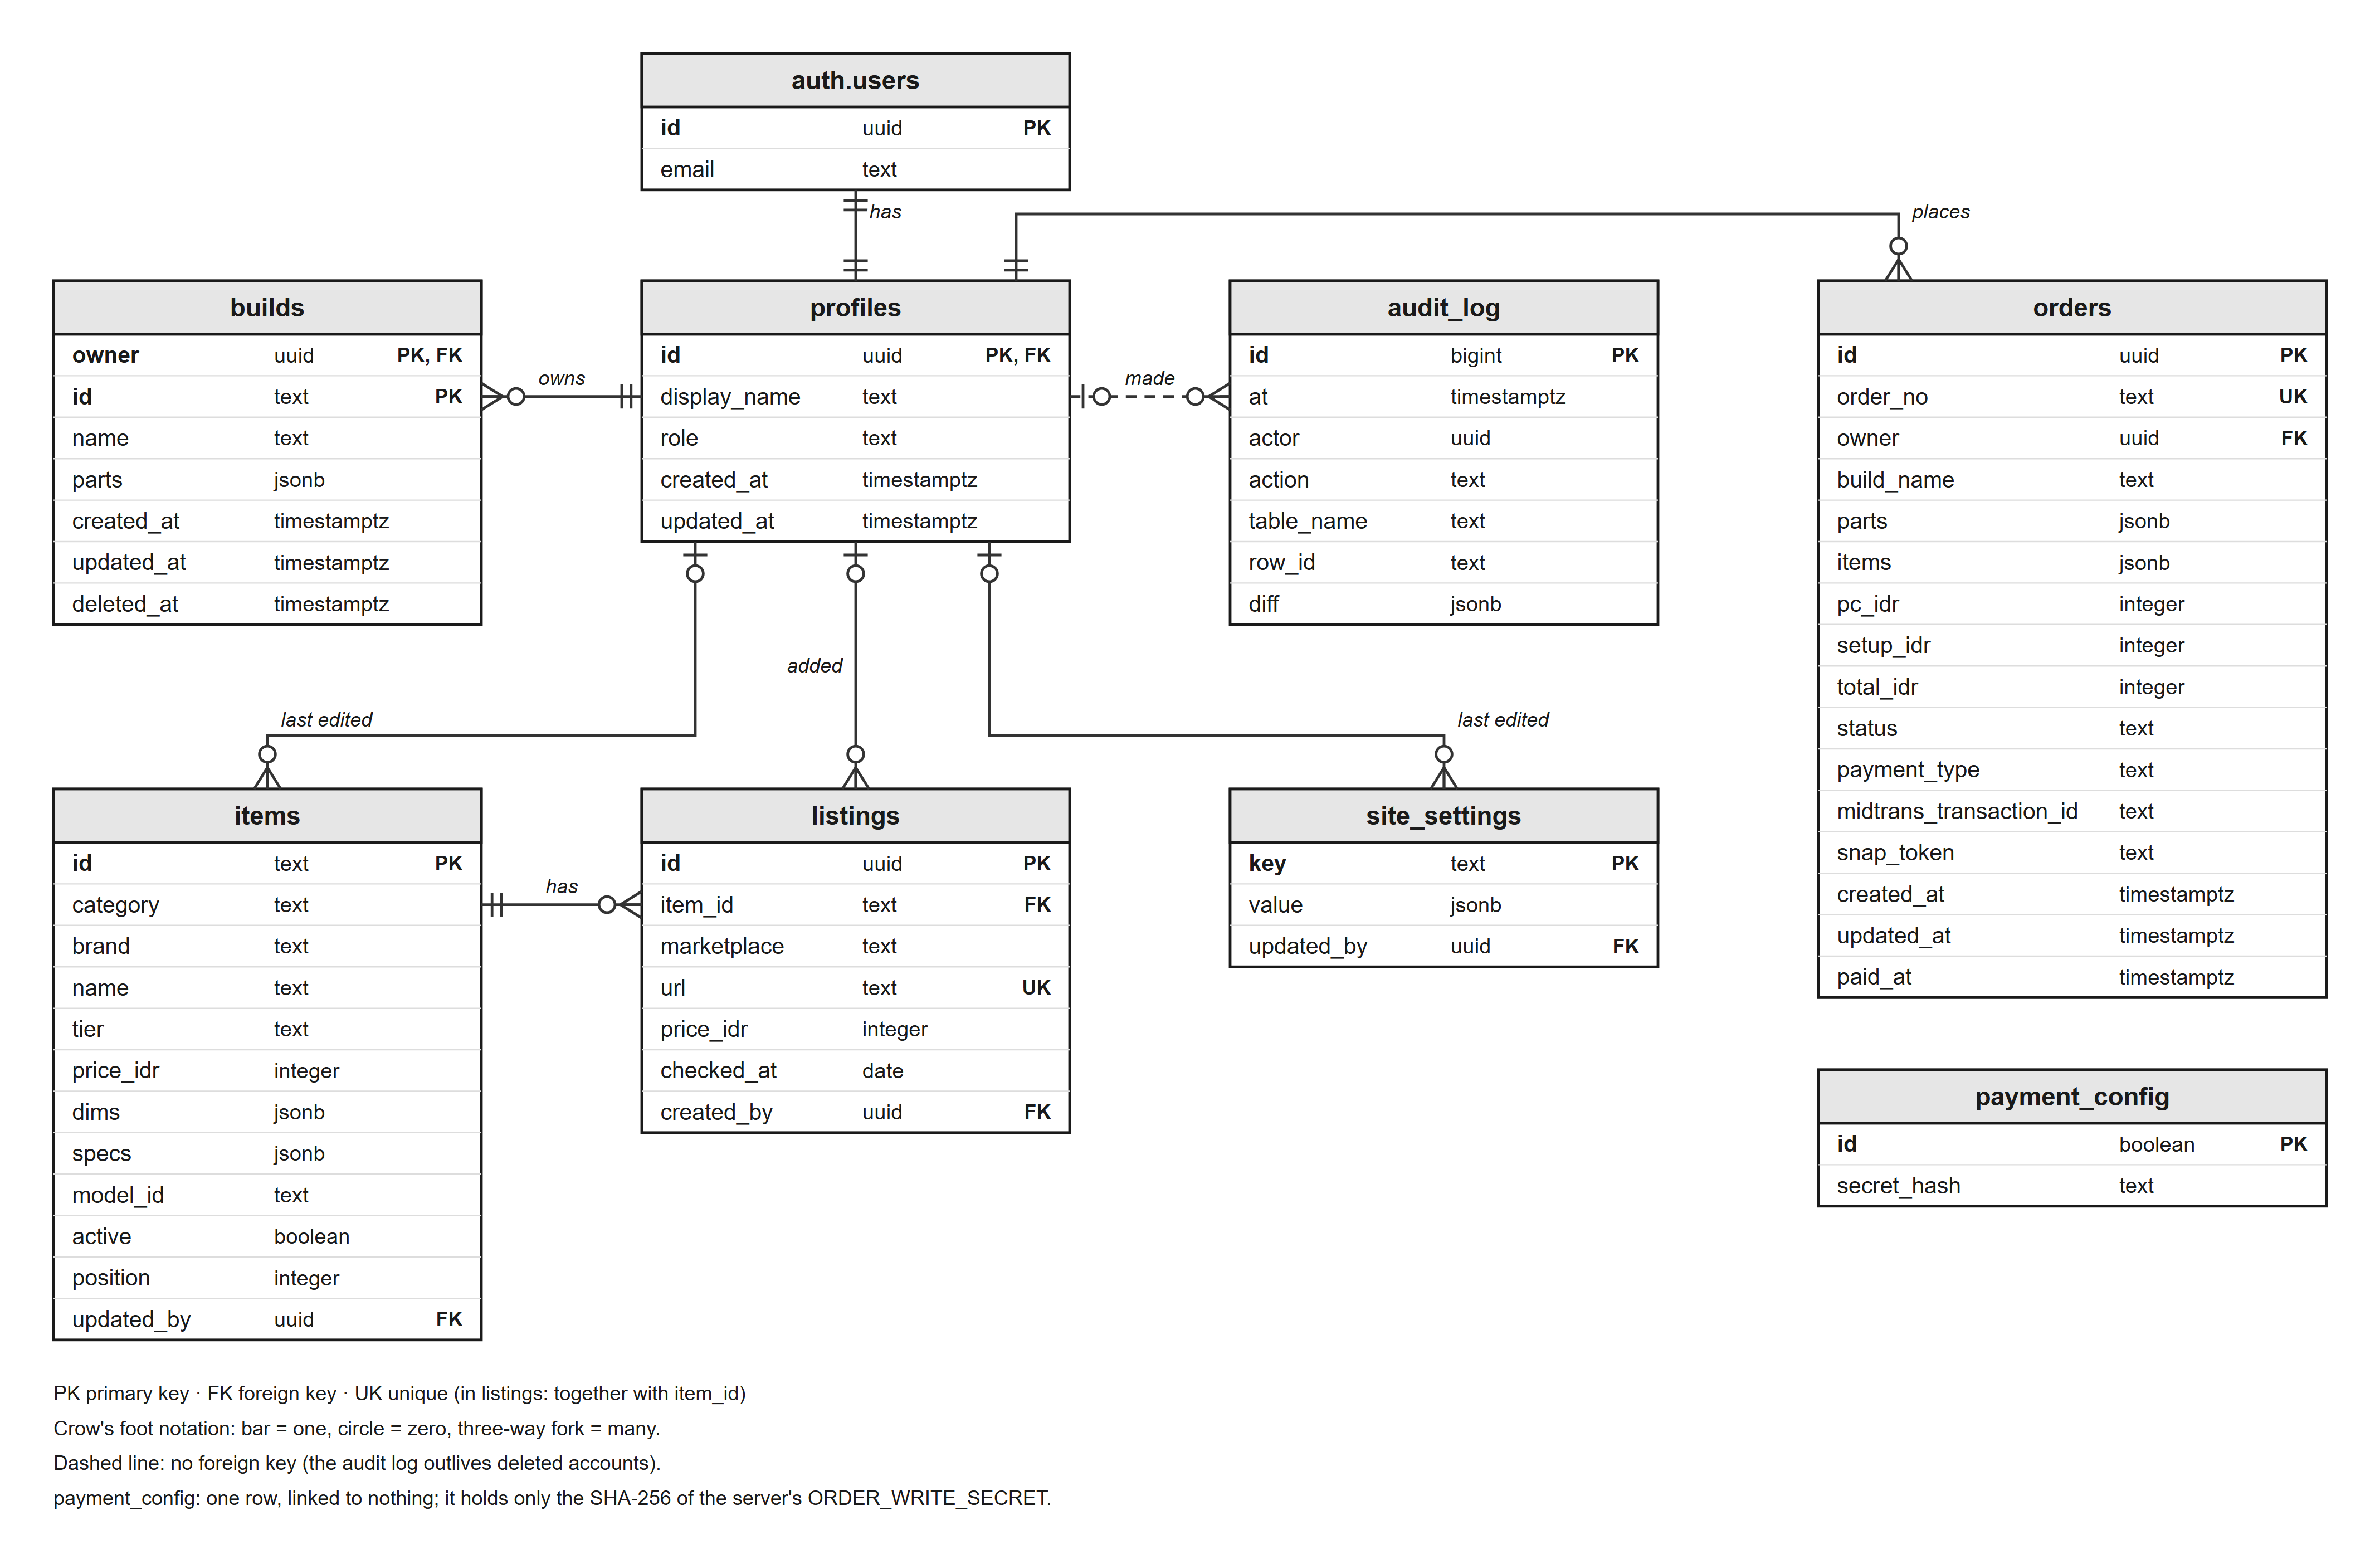 auth.users
id uuid PK
email text
has
places
builds
owner uuid PK, FK
id text PK
name text
parts jsonb
created_at timestamptz
updated_at timestamptz
deleted_at timestamptz
owns
profiles
id uuid PK, FK
display_name text
role text
created_at timestamptz
updated_at timestamptz
made
audit_log
id bigint PK
at timestamptz
actor uuid
action text
table_name text
row_id text
diff jsonb
orders
id uuid PK
order_no text UK
owner uuid FK
build_name text
parts jsonb
items jsonb
pc_idr integer
setup_idr integer
total_idr integer
status text
payment_type text
midtrans_transaction_id text
snap_token text
created_at timestamptz
updated_at timestamptz
paid_at timestamptz
last edited
added
last edited
items
id text PK
category text
brand text
name text
tier text
price_idr integer
dims jsonb
specs jsonb
model_id text
active boolean
position integer
updated_by uuid FK
has
listings
id uuid PK
item_id text FK
marketplace text
url text UK
price_idr integer
checked_at date
created_by uuid FK
site_settings
key text PK
value jsonb
updated_by uuid FK
payment_config
id boolean PK
secret_hash text
PK primary key · FK foreign key · UK unique (in listings: together with item_id)
Crow's foot notation: bar = one, circle = zero, three-way fork = many.
Dashed line: no foreign key (the audit log outlives deleted accounts).
payment_config: one row, linked to nothing; it holds only the SHA-256 of the server's ORDER_WRITE_SECRET.